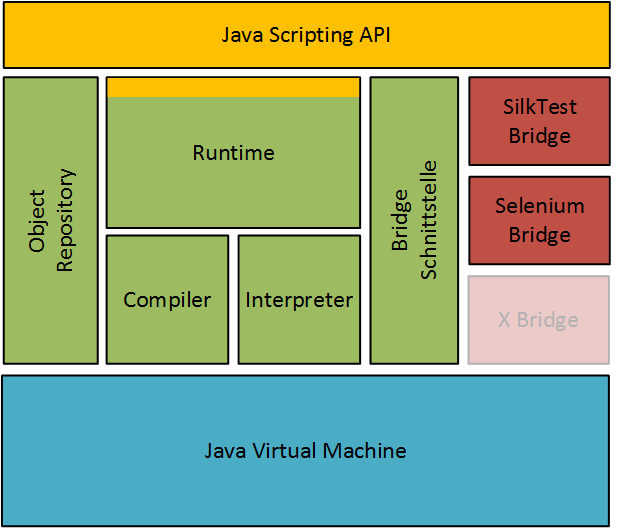 Java Scripting API
Object
Repository
Runtime
Compiler
Interpreter
Bridge
Schnittstelle
SilkTest
Bridge
Selenium
Bridge
X Bridge
Java Virtual Machine